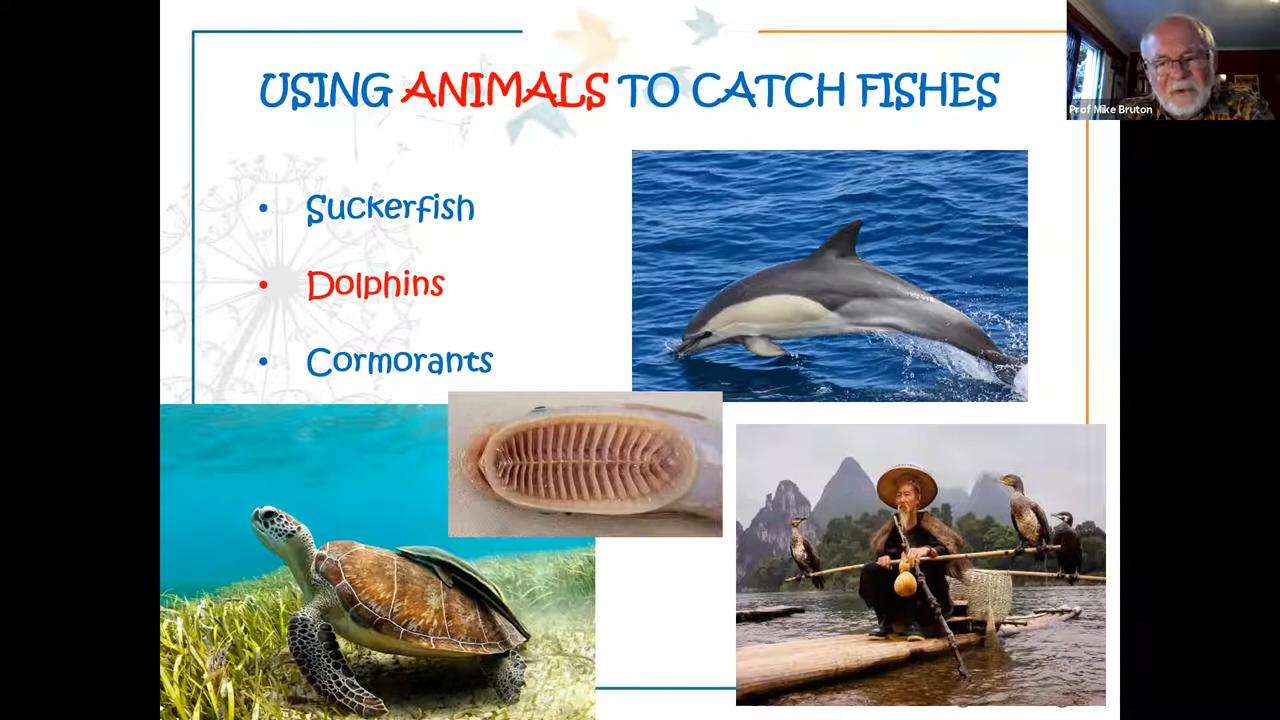 USING ANIMALS TO CATCH FISHES
Prof Mike Bruton
• Suckerfish
• Dolphins
• Cormorants